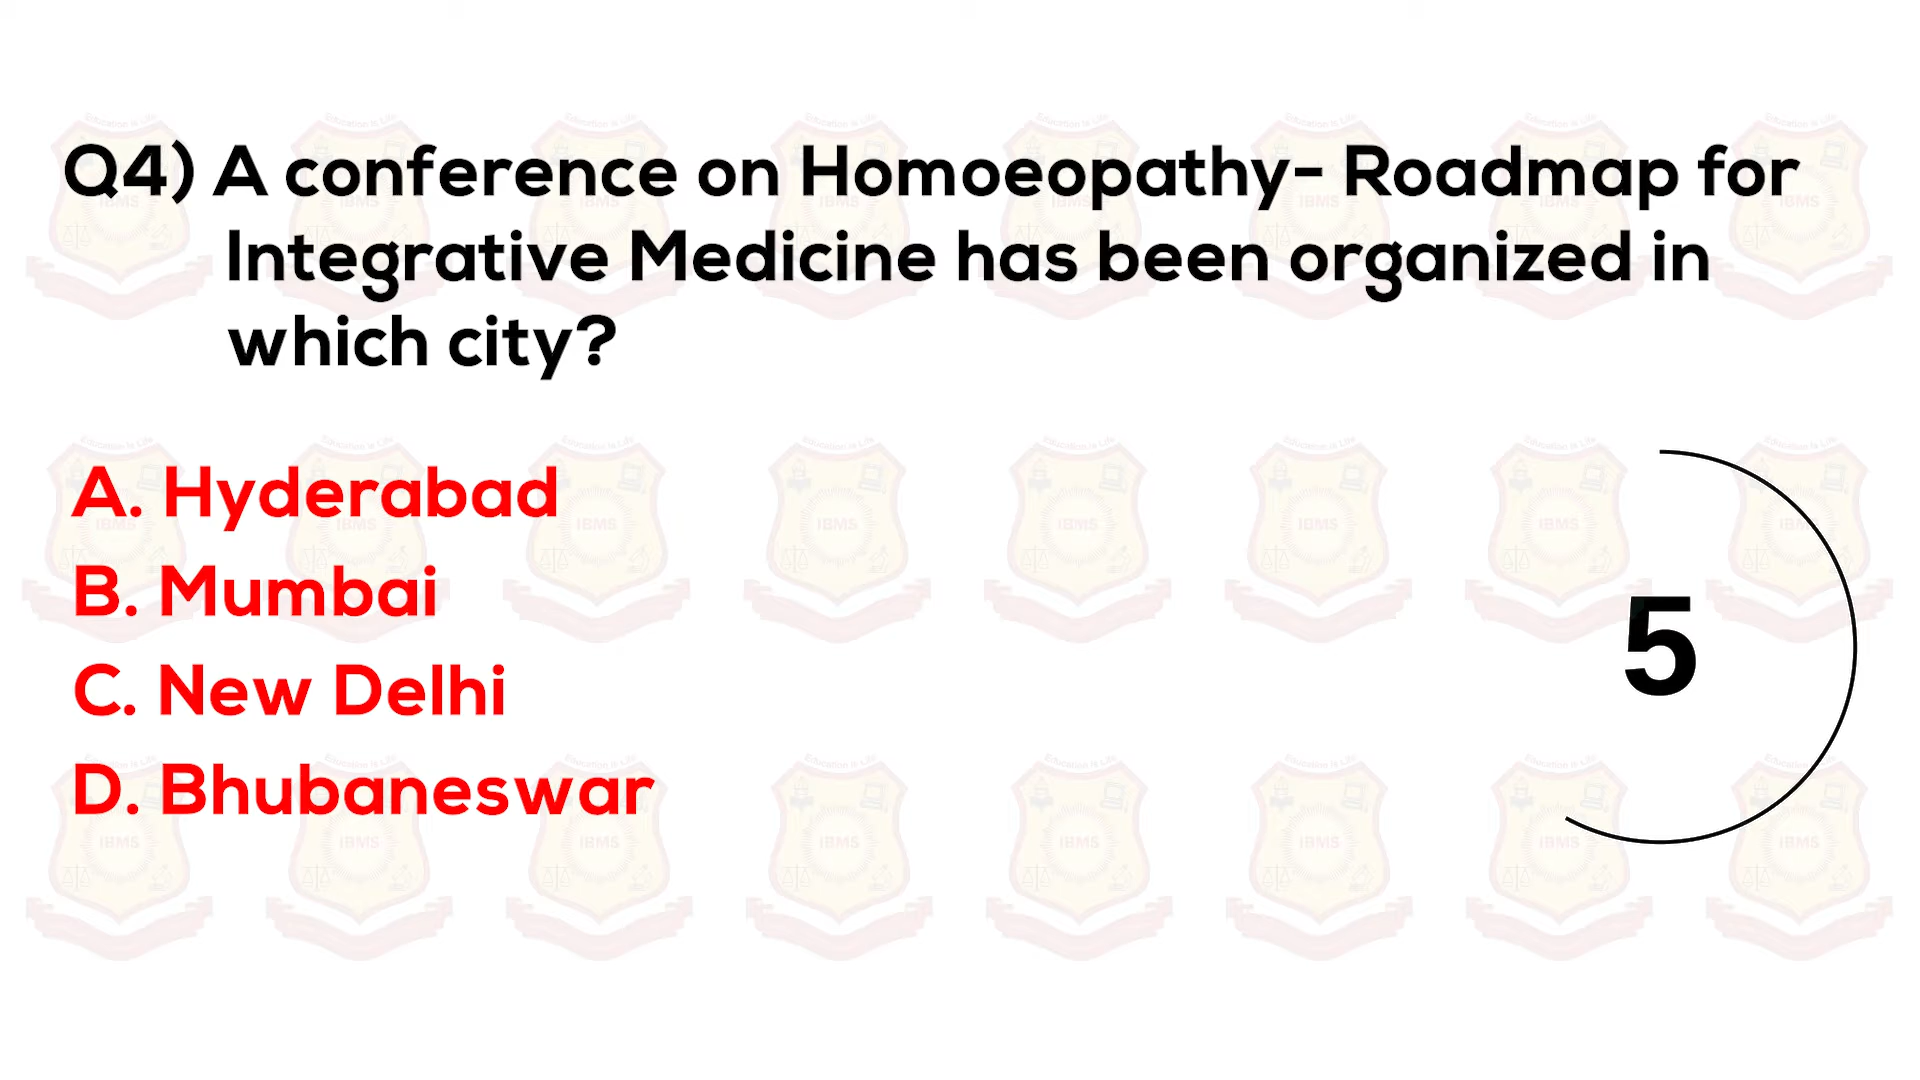 Q4) A conference on Homoeopathy- Roadmap for
Integrative Medicine has been organized in
which city?
A. Hyderabad
B. Mumbai
C. New Delhi
D. Bhubaneswar
5